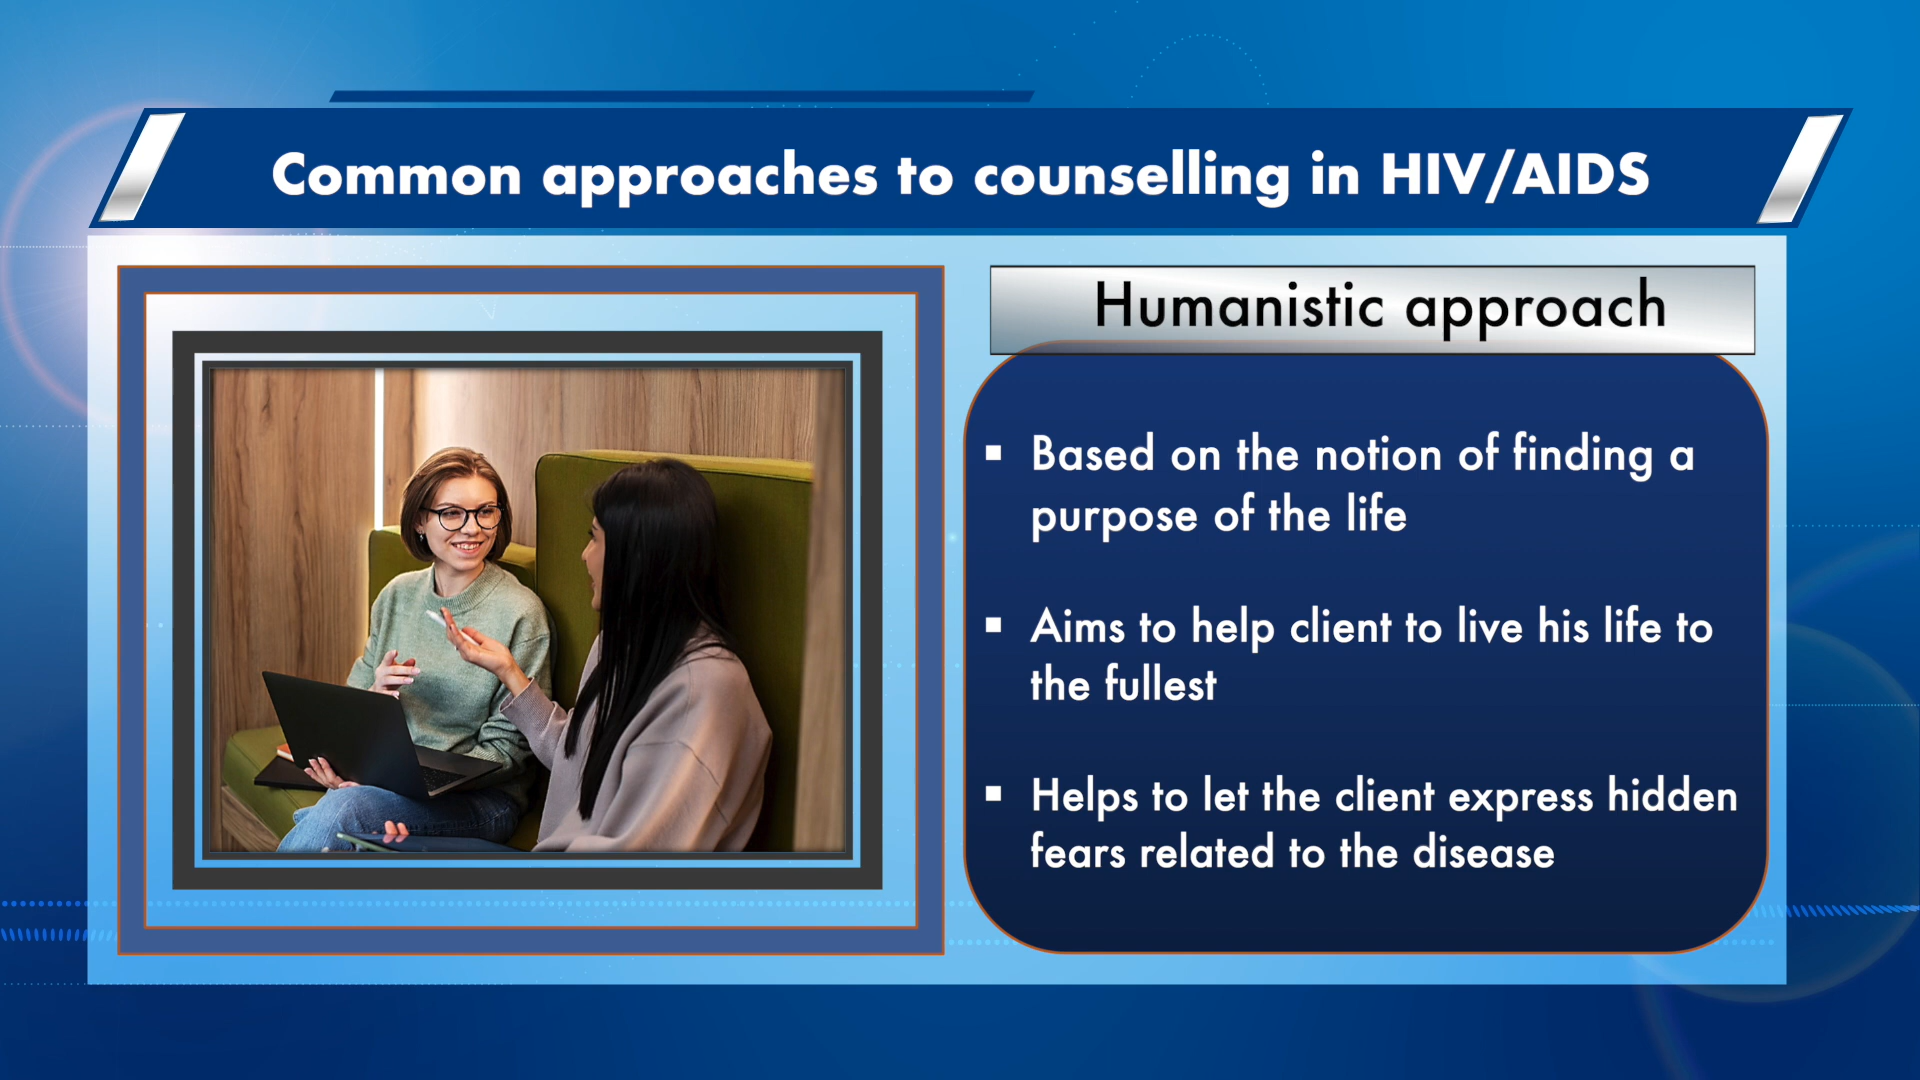 Common approaches to counselling in HIV/AIDS
Humanistic approach
▪ Based on the notion of finding a
purpose of the life
▪ Aims to help client to live his life to
the fullest
▪ Helps to let the client express hidden
fears related to the disease